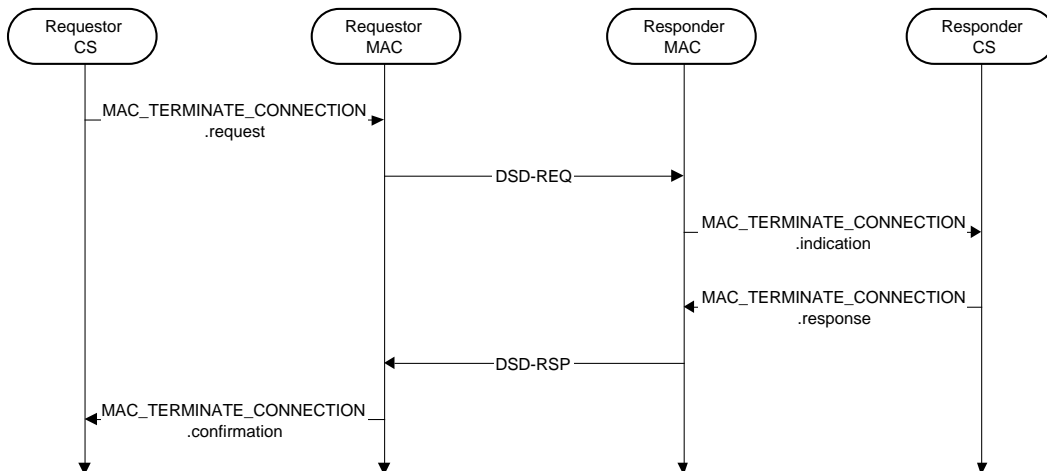 Requestor
CS
Requestor
MAC
Responder
MAC
Responder
CS
MAC_TERMINATE_CONNECTION
.request
DSD-REQ
MAC_TERMINATE_CONNECTION
.indication
MAC_TERMINATE_CONNECTION
.response
DSD-RSP
MAC_TERMINATE_CONNECTION
.confirmation